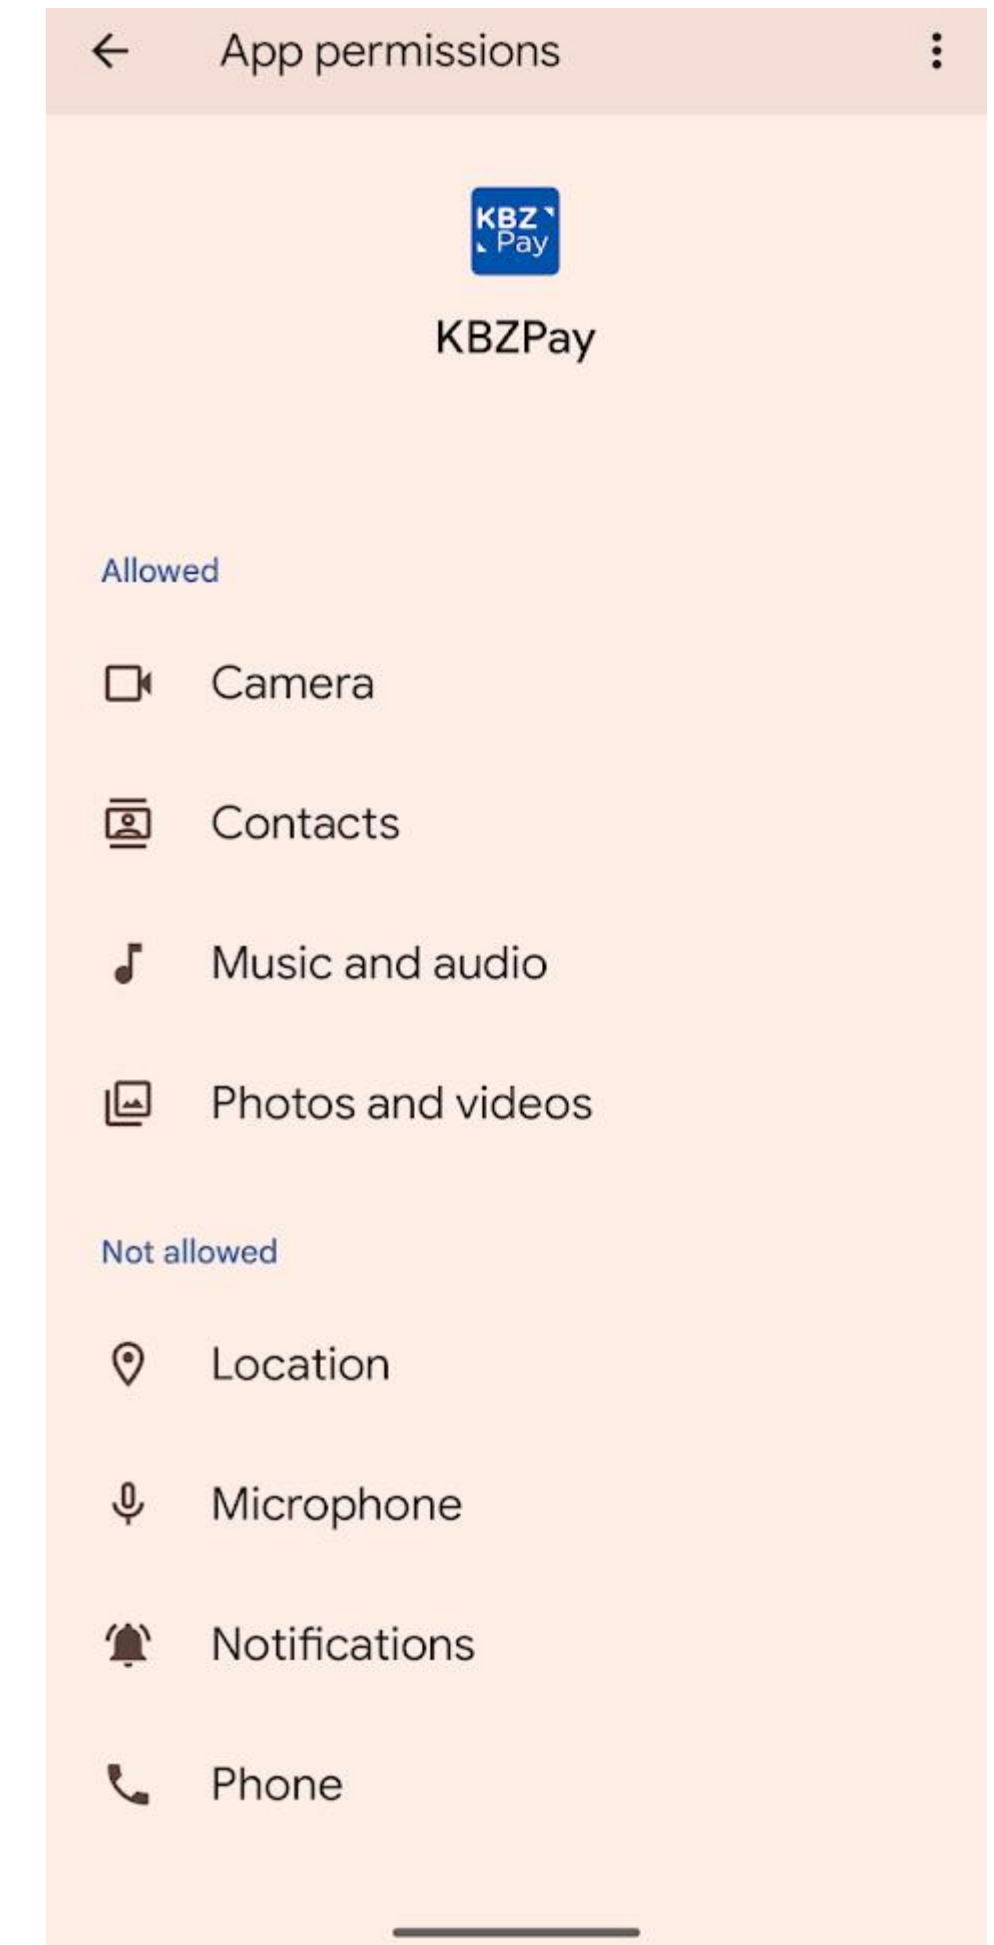 App permissions
KBZ
Pay
KBZPay
Allowed
Camera
Contacts
Music and audio
Photos and videos
Not allowed
Location
Microphone
Notifications
Phone